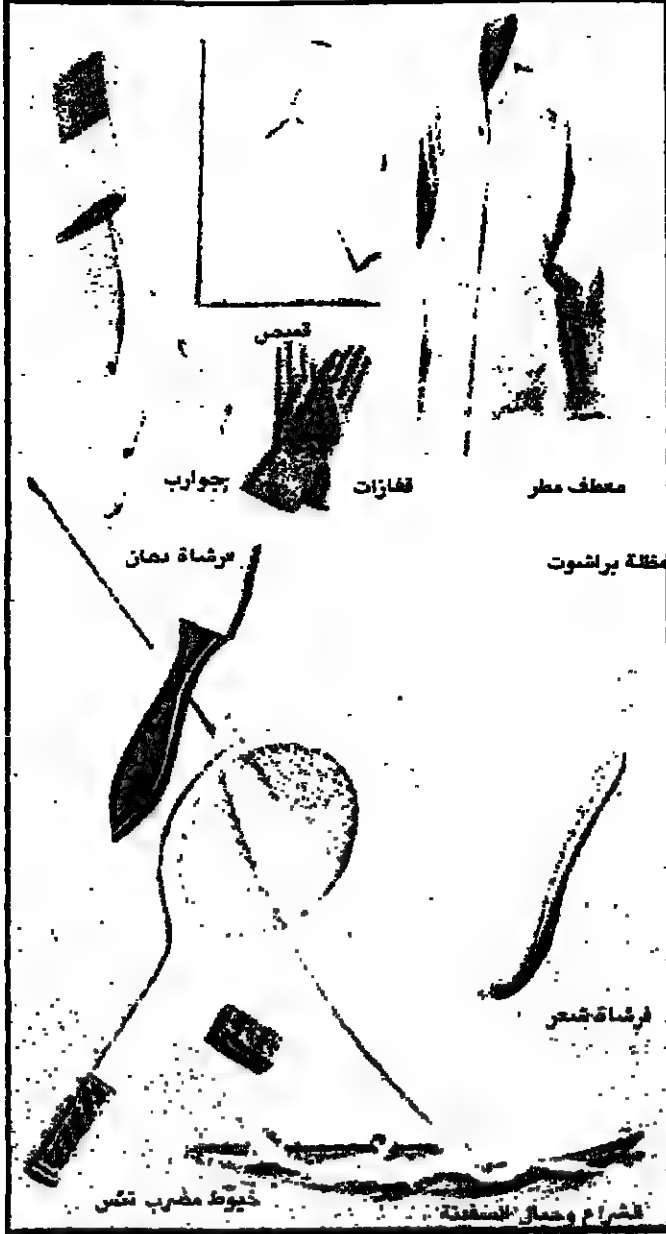 قميص
جوارب
قفازات
معطف مطر
فرشاة دهان
مظلة براشوت
فرشاة شعر
خيوط مضرب تنس
الشراع وحبال السفينة